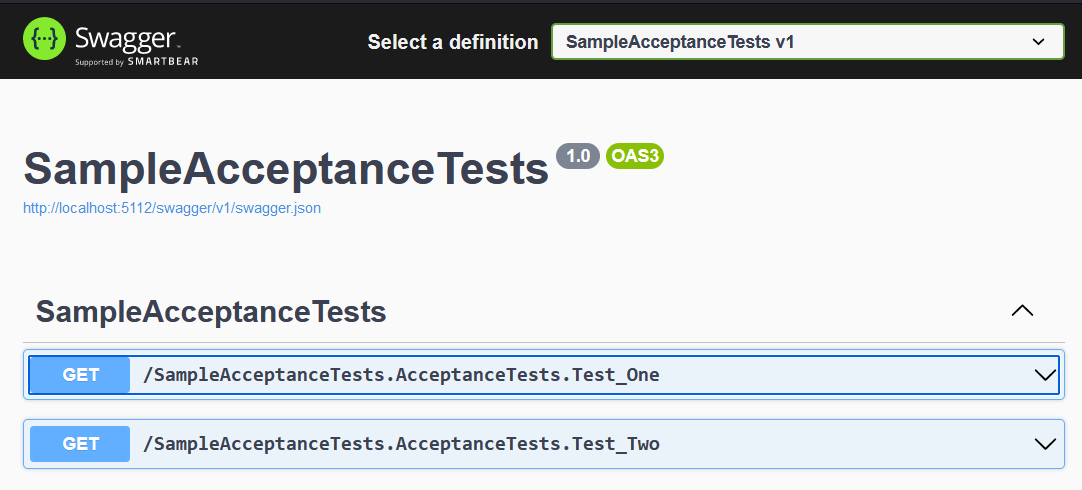 {···} Swagger™ Select a definition SampleAcceptanceTests v1
Supported by SMARTBEAR
SampleAcceptanceTests 1.0 OAS3
http://localhost:5112/swagger/v1/swagger.json
SampleAcceptanceTests
GET /SampleAcceptanceTests.AcceptanceTests.Test_One
GET /SampleAcceptanceTests.AcceptanceTests.Test_Two